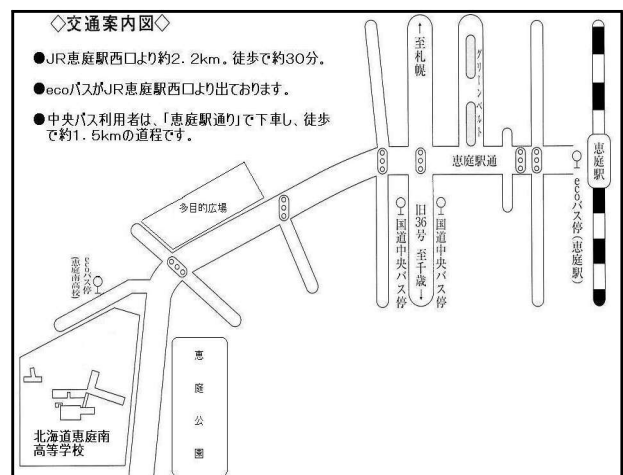 ◇交通案内図◇
●JR恵庭駅西口より約2.2km。徒歩で約30分。
●ecoバスがJR恵庭駅西口より出ております。
●中央バス利用者は、「恵庭駅通り」で下車し、徒歩
で約1.5kmの道程です。
←至札幌
グリーンベルト
恵庭駅
恵庭駅通
ecoバス停(恵庭駅)
国道中央バス停
旧36号 至千歳→
国道中央バス停
多目的広場
ecoバス停
(恵庭南高校)
恵庭公園
北海道恵庭南
高等学校